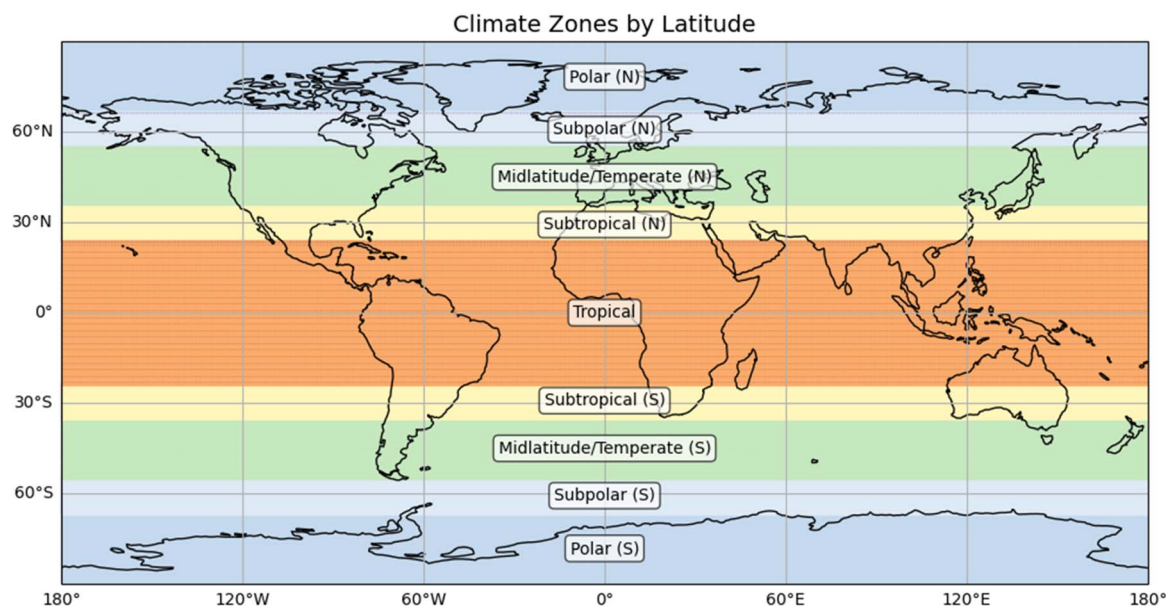 Climate Zones by Latitude
Polar (N)
60°N
Subpolar (N)
Midlatitude/Temperate (N)
30°N
Subtropical (N)
0°
Tropical
30°S
Subtropical (S)
Midlatitude/Temperate (S)
60°S
Subpolar (S)
Polar (S)
180° 120°W 60°W 0° 60°E 120°E 180°